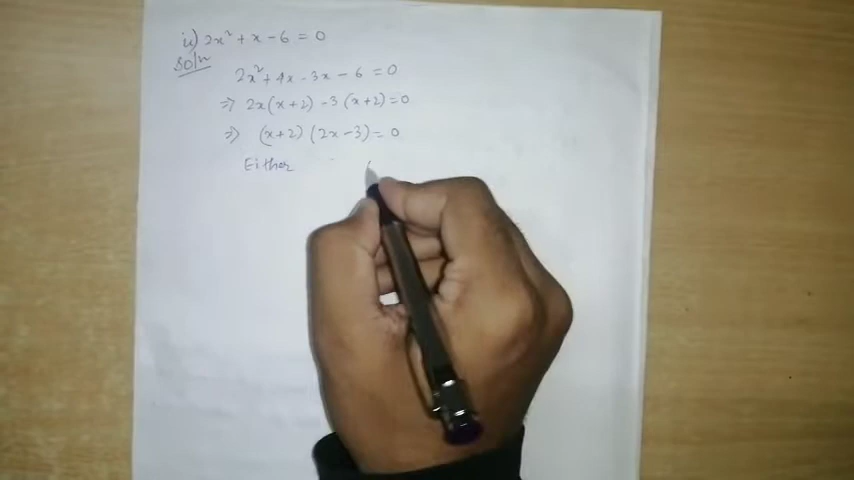 ii) 2x² + x - 6 = 0
Solⁿ
2x² + 4x - 3x - 6 = 0
⇒ 2x(x+2) - 3(x+2) = 0
⇒ (x+2) (2x-3) = 0
Either